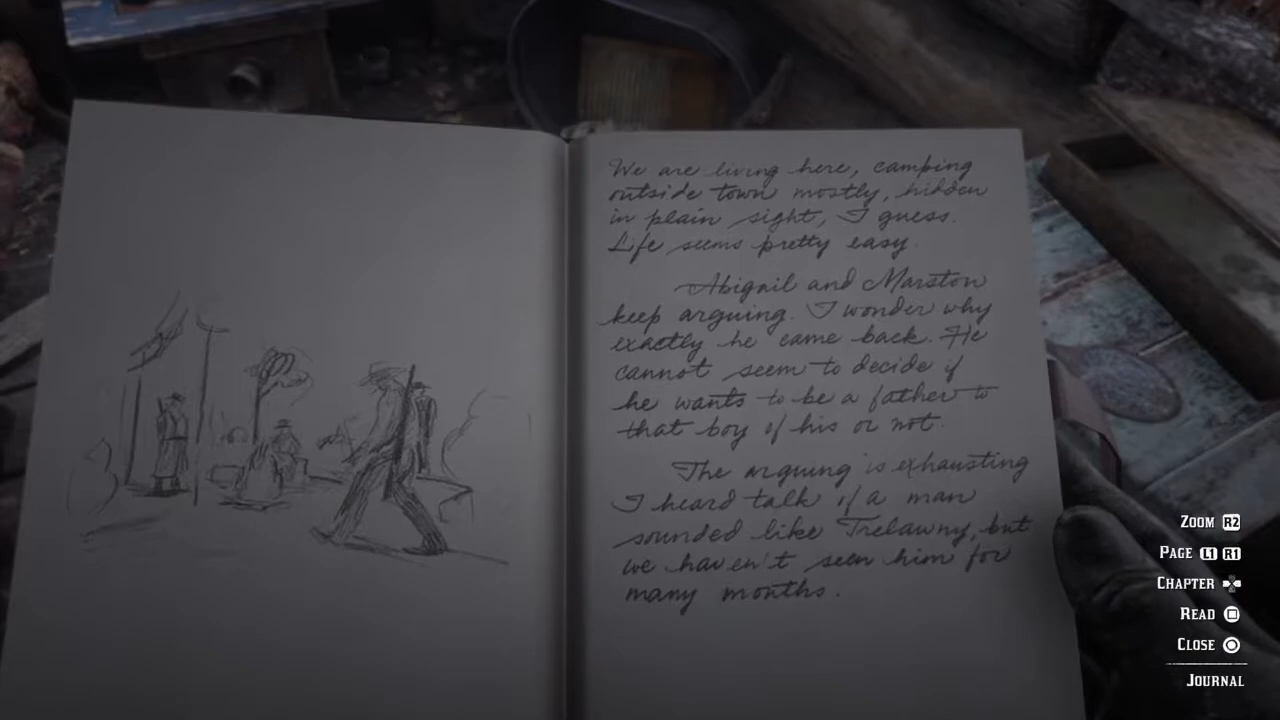 We are living here, camping
outside town mostly, hidden
in plain sight, I guess.
Life seems pretty easy.
Abigail and Marston
keep arguing. I wonder why
exactly he came back. He
cannot seem to decide if
he wants to be a father to
that boy of his or not.
The arguing is exhausting
I heard talk of a man
sounded like Trelawny, but
we haven't seen him for
many months.
ZOOM R2
PAGE L1 R1
CHAPTER
READ
CLOSE
JOURNAL